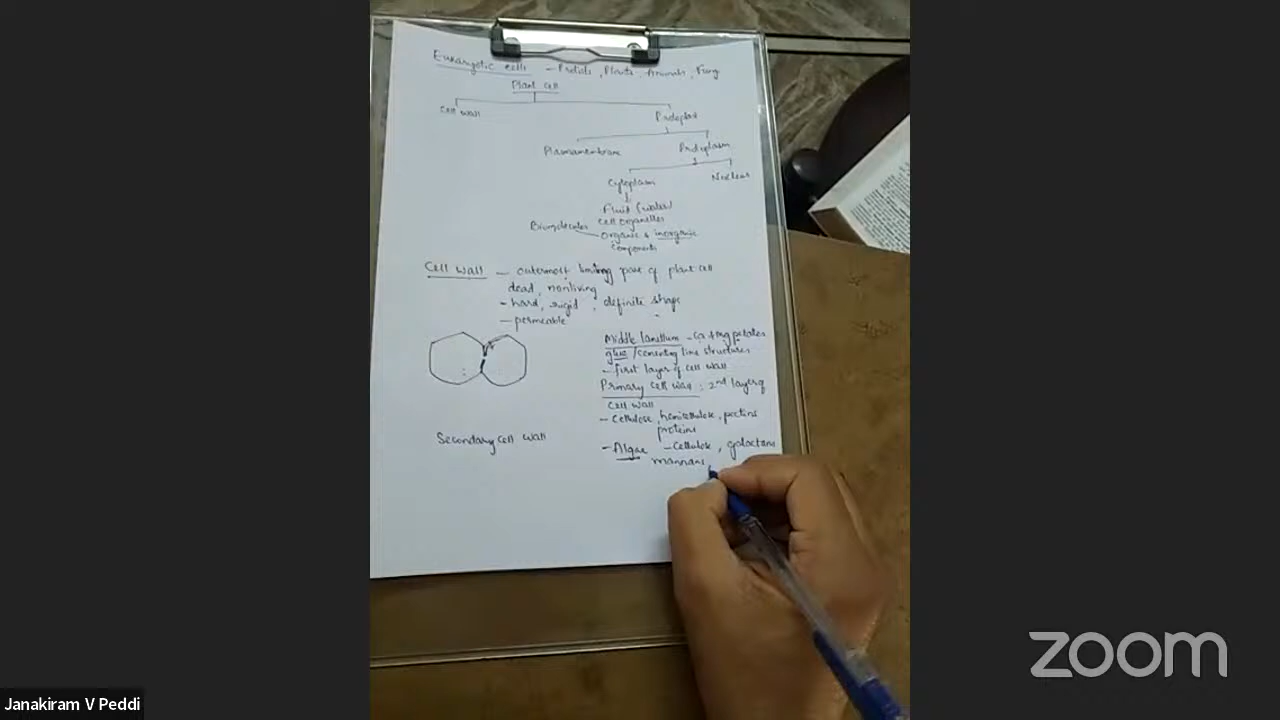 Eukaryotic cells - Protists, Plants, Animals, Fungi
Plant cell
Cell wall
Protoplast
Plasmamembrane
Protoplasm
Cytoplasm
Nucleus
Fluid (water)
cell organelles
Biomolecules
organic & inorganic
components
Cell wall - outermost limiting part of plant cell
dead, nonliving
- hard, rigid, definite shape
- permeable
Middle lamellum - Ca + Mg pectates
glue / cementing line structures
- first layer of cell wall
Primary cell wall : 2nd layer of
cell wall
- Cellulose, hemicellulose, pectins
proteins
Secondary cell wall
- Algae - Cellulose, galactans
mannans
Janakiram V Peddi
zoom